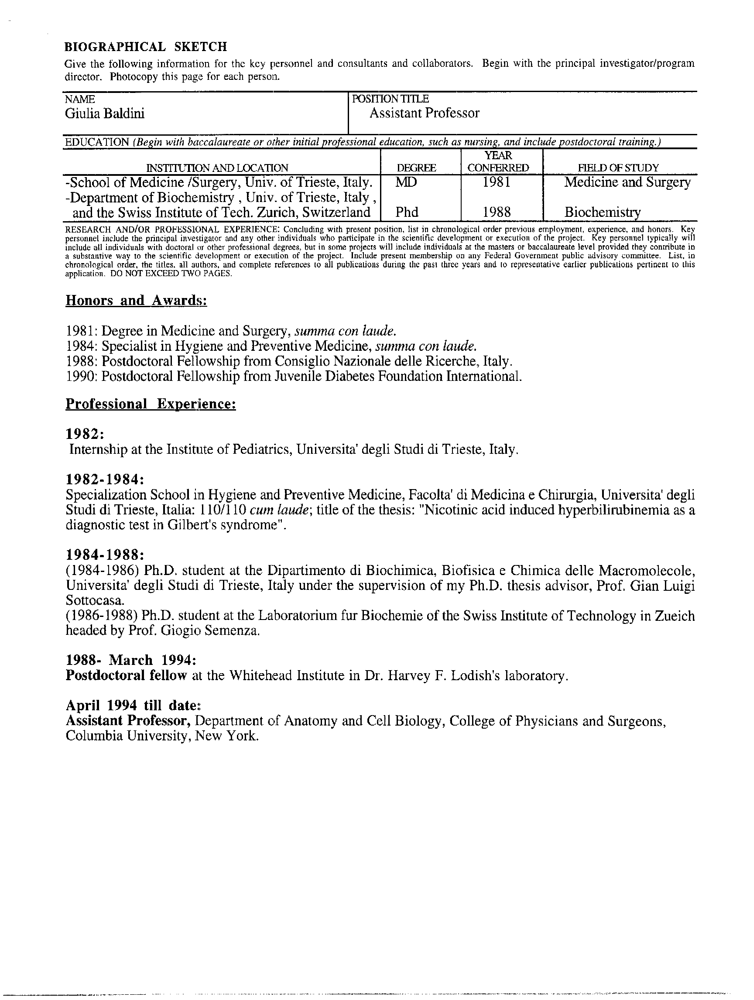 BIOGRAPHICAL SKETCH
Give the following information for the key personnel and consultants and collaborators. Begin with the principal investigator/program
director. Photocopy this page for each person.
NAME
Giulia Baldini
POSITION TITLE
Assistant Professor
EDUCATION (Begin with baccalaureate or other initial professional education, such as nursing, and include postdoctoral training.)
INSTITUTION AND LOCATION DEGREE YEAR CONFERRED FIELD OF STUDY
-School of Medicine /Surgery, Univ. of Trieste, Italy. MD 1981 Medicine and Surgery
-Department of Biochemistry , Univ. of Trieste, Italy ,
and the Swiss Institute of Tech. Zurich, Switzerland Phd 1988 Biochemistry
RESEARCH AND/OR PROFESSIONAL EXPERIENCE: Concluding with present position, list in chronological order previous employment, experience, and honors. Key
personnel include the principal investigator and any other individuals who participate in the scientific development or execution of the project. Key personnel typically will
include all individuals with doctoral or other professional degrees, but in some projects will include individuals at the masters or baccalaureate level provided they contribute in
a substantive way to the scientific development or execution of the project. Include present membership on any Federal Government public advisory committee. List, in
chronological order, the titles, all authors, and complete references to all publications during the past three years and to representative earlier publications pertinent to this
application. DO NOT EXCEED TWO PAGES.
Honors and Awards:
1981: Degree in Medicine and Surgery, summa con laude.
1984: Specialist in Hygiene and Preventive Medicine, summa con laude.
1988: Postdoctoral Fellowship from Consiglio Nazionale delle Ricerche, Italy.
1990: Postdoctoral Fellowship from Juvenile Diabetes Foundation International.
Professional Experience:
1982:
Internship at the Institute of Pediatrics, Universita' degli Studi di Trieste, Italy.
1982-1984:
Specialization School in Hygiene and Preventive Medicine, Facolta' di Medicina e Chirurgia, Universita' degli
Studi di Trieste, Italia: 110/110 cum laude; title of the thesis: "Nicotinic acid induced hyperbilirubinemia as a
diagnostic test in Gilbert's syndrome".
1984-1988:
(1984-1986) Ph.D. student at the Dipartimento di Biochimica, Biofisica e Chimica delle Macromolecole,
Universita' degli Studi di Trieste, Italy under the supervision of my Ph.D. thesis advisor, Prof. Gian Luigi
Sottocasa.
(1986-1988) Ph.D. student at the Laboratorium fur Biochemie of the Swiss Institute of Technology in Zueich
headed by Prof. Giogio Semenza.
1988- March 1994:
Postdoctoral fellow at the Whitehead Institute in Dr. Harvey F. Lodish's laboratory.
April 1994 till date:
Assistant Professor, Department of Anatomy and Cell Biology, College of Physicians and Surgeons,
Columbia University, New York.